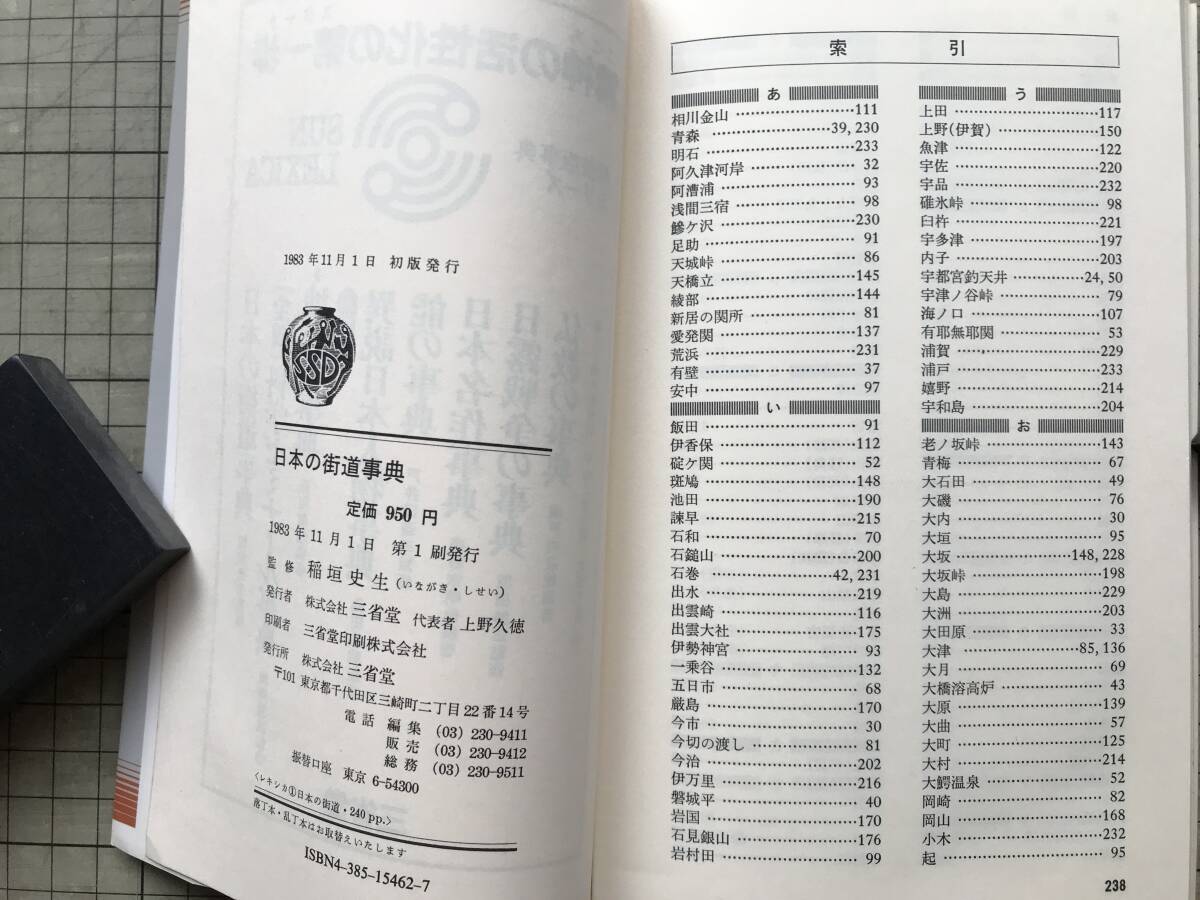 1983年11月1日 初版発行
SSD
日本の街道事典
定価 950 円
1983年11月1日 第1刷発行
監修 稲垣史生(いながき・しせい)
発行者 株式会社 三省堂 代表者 上野久徳
印刷者 三省堂印刷株式会社
発行所 株式会社 三省堂
〒101 東京都千代田区三崎町二丁目22番14号
電話 編集 (03) 230-9411
販売 (03) 230-9412
総務 (03) 230-9511
振替口座 東京 6-54300
〈レキシカ①日本の街道・240 pp.〉
落丁本・乱丁本はお取替えいたします
ISBN4-385-15462-7
索引
あ
相川金山 111
青森 39, 230
明石 233
阿久津河岸 32
阿漕浦 93
浅間三宿 98
鰺ケ沢 230
足助 91
天城峠 86
天橋立 145
綾部 144
新居の関所 81
愛発関 137
荒浜 231
有壁 37
安中 97
い
飯田 91
伊香保 112
碇ケ関 52
斑鳩 148
池田 190
諫早 215
石和 70
石鎚山 200
石巻 42, 231
出水 219
出雲崎 116
出雲大社 175
伊勢神宮 93
一乗谷 132
五日市 68
厳島 170
今市 30
今切の渡し 81
今治 202
伊万里 216
磐城平 40
岩国 170
石見銀山 176
岩村田 99
う
上田 117
上野(伊賀) 150
魚津 122
宇佐 220
宇品 232
碓氷峠 98
臼杵 221
宇多津 197
内子 203
宇都宮釣天井 24, 50
宇津ノ谷峠 79
海ノ口 107
有耶無耶関 53
浦賀 229
浦戸 233
嬉野 214
宇和島 204
お
老ノ坂峠 143
青梅 67
大石田 49
大磯 76
大内 30
大垣 95
大坂 148, 228
大坂峠 198
大島 229
大洲 203
大田原 33
大津 85, 136
大月 69
大橋溶高炉 43
大原 139
大曲 57
大町 125
大村 214
大鰐温泉 52
岡崎 82
岡山 168
小木 232
起 95
238